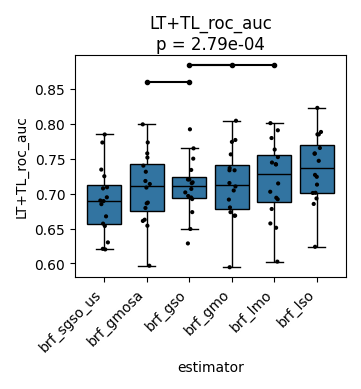 LT+TL_roc_auc
p = 2.79e-04
LT+TL_roc_auc
0.85
0.80
0.75
0.70
0.65
0.60
brf_sgso_us
brf_gmosa
brf_gso
brf_gmo
brf_lmo
brf_lso
estimator